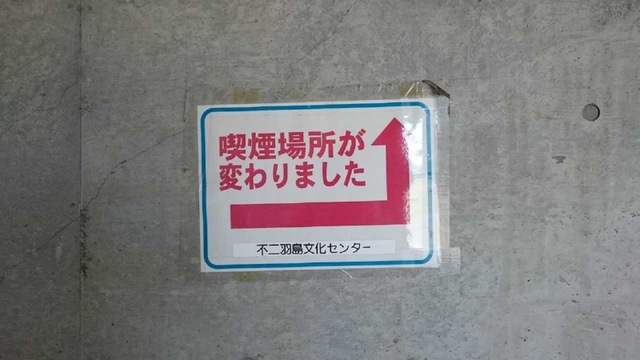 喫煙場所が
変わりました
不二羽島文化センター